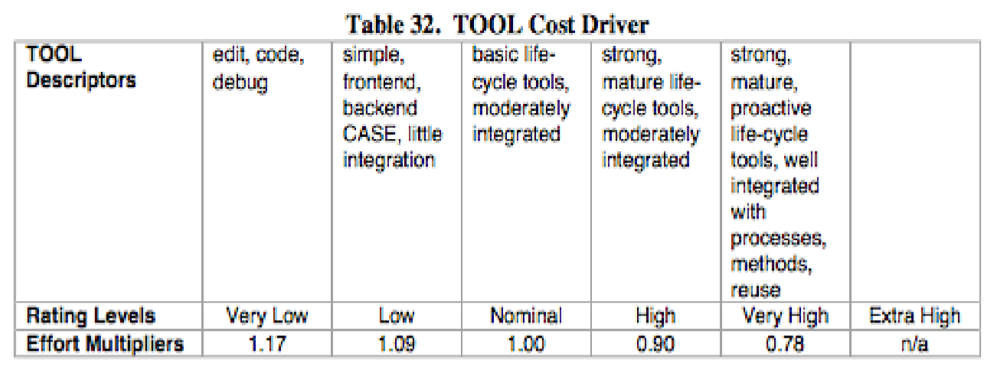 Table 32. TOOL Cost Driver
TOOL
Descriptors
edit, code,
debug
simple,
frontend,
backend
CASE, little
integration
basic life-
cycle tools,
moderately
integrated
strong,
mature life-
cycle tools,
moderately
integrated
strong,
mature,
proactive
life-cycle
tools, well
integrated
with
processes,
methods,
reuse
Rating Levels Very Low Low Nominal High Very High Extra High
Effort Multipliers 1.17 1.09 1.00 0.90 0.78 n/a